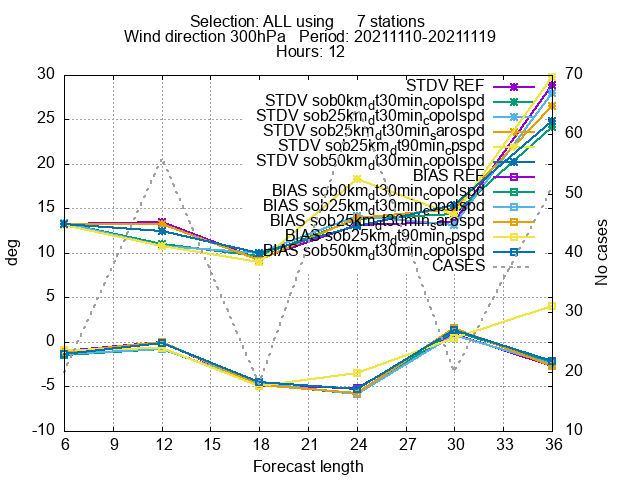 Selection: ALL using 7 stations
Wind direction 300hPa Period: 20211110-20211119
Hours: 12
30
25
20
15
10
5
0
-5
-10
deg
70
60
50
40
30
20
10
No cases
STDV REF
STDV sob0km_dt30min_copolspd
STDV sob25km_dt30min_copolspd
STDV sob25km_dt30min_sarospd
STDV sob25km_dt90min_cpspd
STDV sob50km_dt30min_copolspd
BIAS REF
BIAS sob0km_dt30min_copolspd
BIAS sob25km_dt30min_copolspd
BIAS sob25km_dt30min_sarospd
BIAS sob25km_dt90min_cpspd
BIAS sob50km_dt30min_copolspd
CASES
6 9 12 15 18 21 24 27 30 33 36
Forecast length